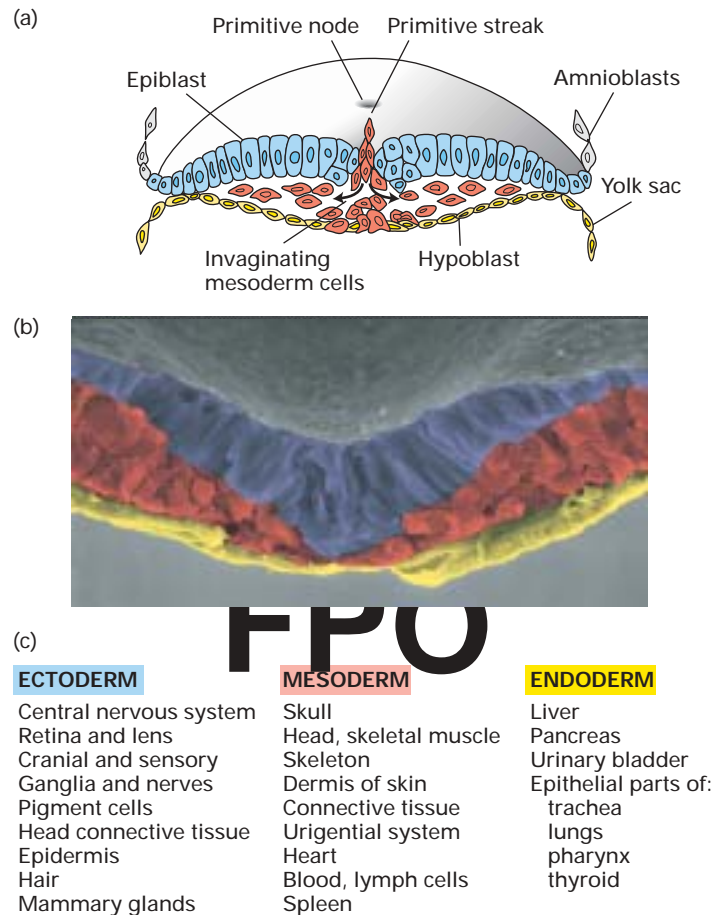 (a)
Primitive node
Primitive streak
Epiblast
Amnioblasts
Yolk sac
Invaginating
mesoderm cells
Hypoblast
(b)
FPO
(c)
ECTODERM
Central nervous system
Retina and lens
Cranial and sensory
Ganglia and nerves
Pigment cells
Head connective tissue
Epidermis
Hair
Mammary glands
MESODERM
Skull
Head, skeletal muscle
Skeleton
Dermis of skin
Connective tissue
Urigential system
Heart
Blood, lymph cells
Spleen
ENDODERM
Liver
Pancreas
Urinary bladder
Epithelial parts of:
trachea
lungs
pharynx
thyroid